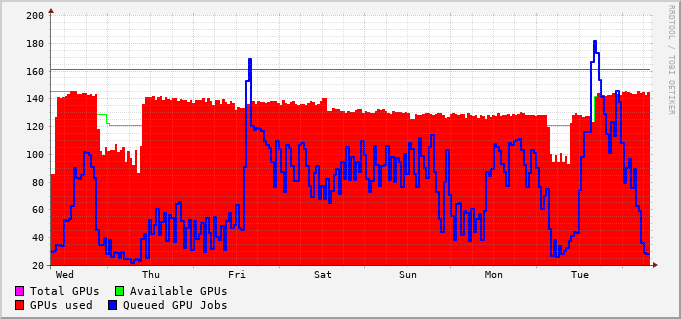 200
180
160
140
120
100
80
60
40
20
Wed Thu Fri Sat Sun Mon Tue
Total GPUs Available GPUs
GPUs used Queued GPU Jobs
RRDTOOL / TOBI OETIKER